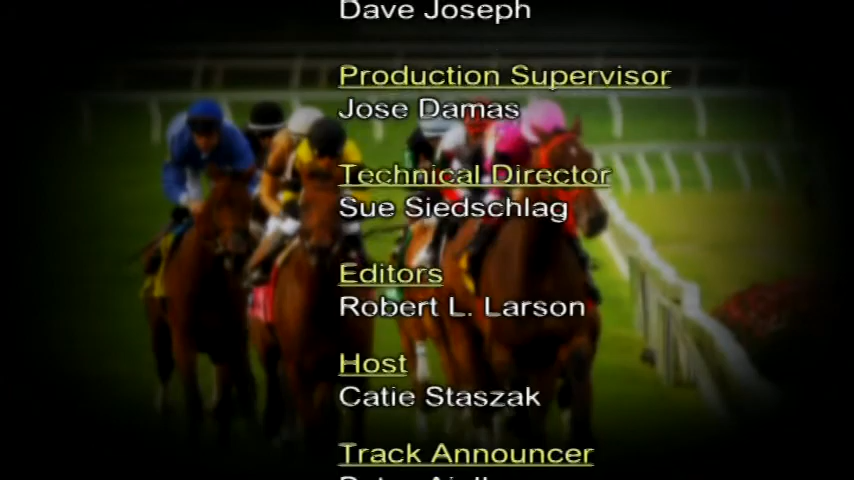 Dave Joseph
Production Supervisor
Jose Damas
Technical Director
Sue Siedschlag
Editors
Robert L. Larson
Host
Catie Staszak
Track Announcer